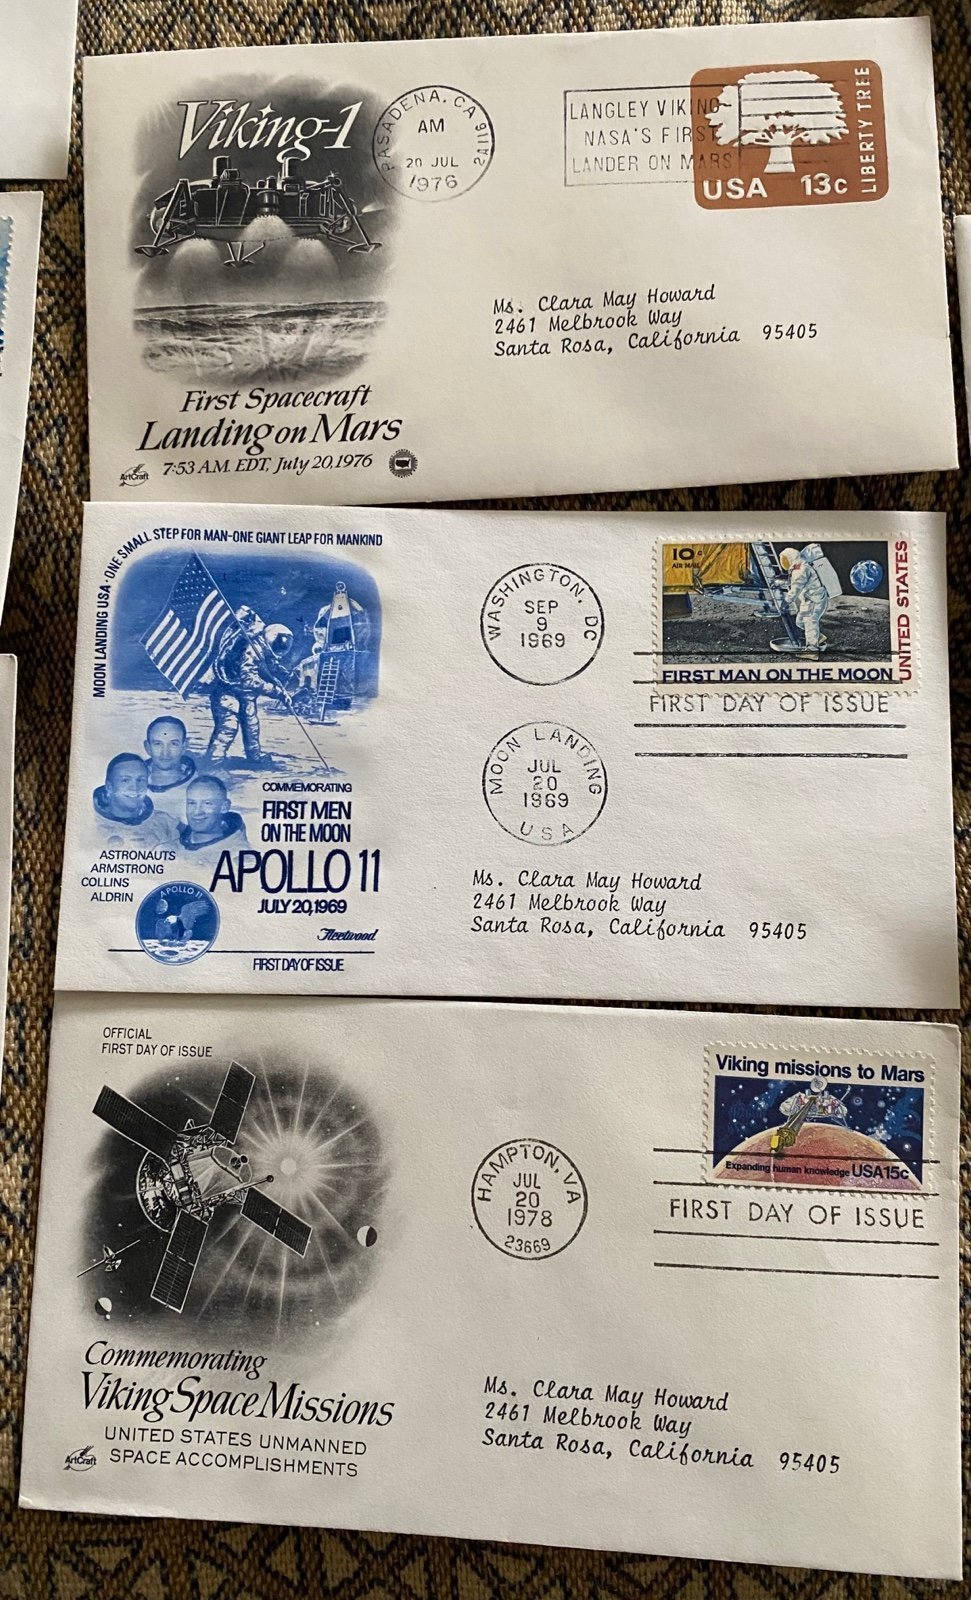 Viking-1
PASADENA, CA 91142
AM
20 JUL
1976
LANGLEY VIKING-
NASA'S FIRST
LANDER ON MARS
LIBERTY TREE
USA 13c
Ms. Clara May Howard
2461 Melbrook Way
Santa Rosa, California 95405
First Spacecraft
Landing on Mars
7:53 A.M. EDT, July 20, 1976
ArtCraft
MOON LANDING USA · ONE SMALL STEP FOR MAN-ONE GIANT LEAP FOR MANKIND
WASHINGTON, DC
SEP
9
1969
10c
AIR MAIL
UNITED STATES
FIRST MAN ON THE MOON
FIRST DAY OF ISSUE
MOON LANDING
JUL
20
1969
USA
COMMEMORATING
FIRST MEN
ON THE MOON
APOLLO 11
JULY 20, 1969
ASTRONAUTS
ARMSTRONG
COLLINS
ALDRIN
APOLLO 11
Fleetwood
FIRST DAY OF ISSUE
Ms. Clara May Howard
2461 Melbrook Way
Santa Rosa, California 95405
OFFICIAL
FIRST DAY OF ISSUE
HAMPTON, VA
JUL
20
1978
23669
Viking missions to Mars
Expanding human knowledge USA 15c
FIRST DAY OF ISSUE
Commemorating
Viking Space Missions
UNITED STATES UNMANNED
SPACE ACCOMPLISHMENTS
ArtCraft
Ms. Clara May Howard
2461 Melbrook Way
Santa Rosa, California 95405